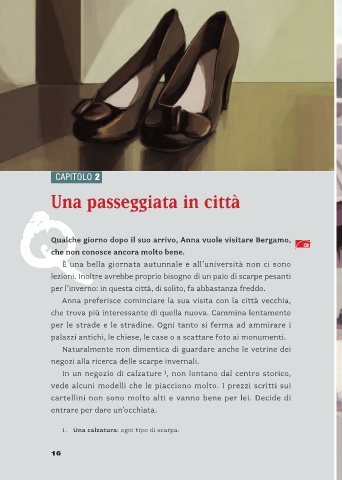 CAPITOLO 2
Una passeggiata in città
Qualche giorno dopo il suo arrivo, Anna vuole visitare Bergamo,
che non conosce ancora molto bene.
È una bella giornata autunnale e all'università non ci sono
lezioni. Inoltre avrebbe proprio bisogno di un paio di scarpe pesanti
per l'inverno: in questa città, di solito, fa abbastanza freddo.
Anna preferisce cominciare la sua visita con la città vecchia,
che trova più interessante di quella nuova. Cammina lentamente
per le strade e le stradine. Ogni tanto si ferma ad ammirare i
palazzi antichi, le chiese, le case o a scattare foto ai monumenti.
Naturalmente non dimentica di guardare anche le vetrine dei
negozi alla ricerca delle scarpe invernali.
In un negozio di calzature ¹, non lontano dal centro storico,
vede alcuni modelli che le piacciono molto. I prezzi scritti sui
cartellini non sono molto alti e vanno bene per lei. Decide di
entrare per dare un'occhiata.
1. Una calzatura: ogni tipo di scarpa.
16